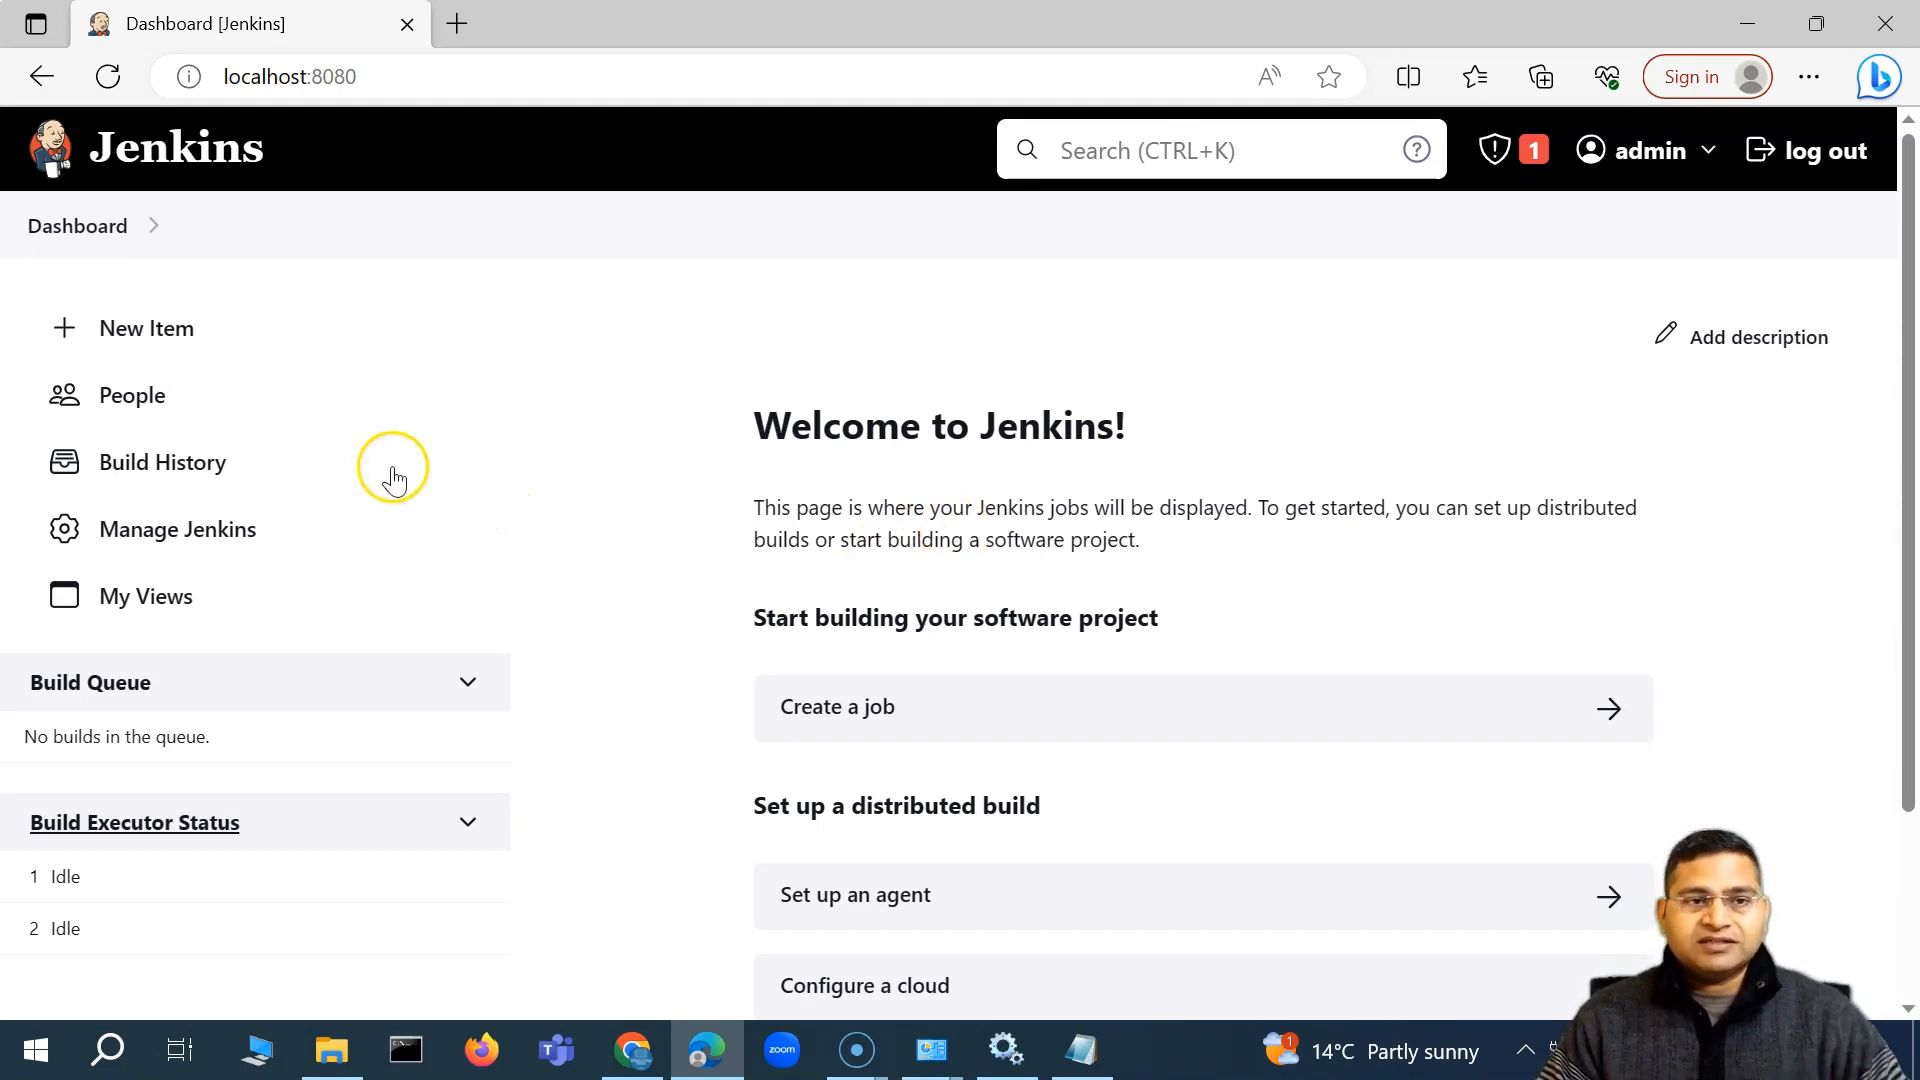 Dashboard [Jenkins]
localhost:8080
Sign in
Jenkins
Search (CTRL+K)
1
admin
log out
Dashboard
New Item
People
Build History
Manage Jenkins
My Views
Build Queue
No builds in the queue.
Build Executor Status
1 Idle
2 Idle
Add description
Welcome to Jenkins!
This page is where your Jenkins jobs will be displayed. To get started, you can set up distributed
builds or start building a software project.
Start building your software project
Create a job
Set up a distributed build
Set up an agent
Configure a cloud
zoom
1
14°C Partly sunny